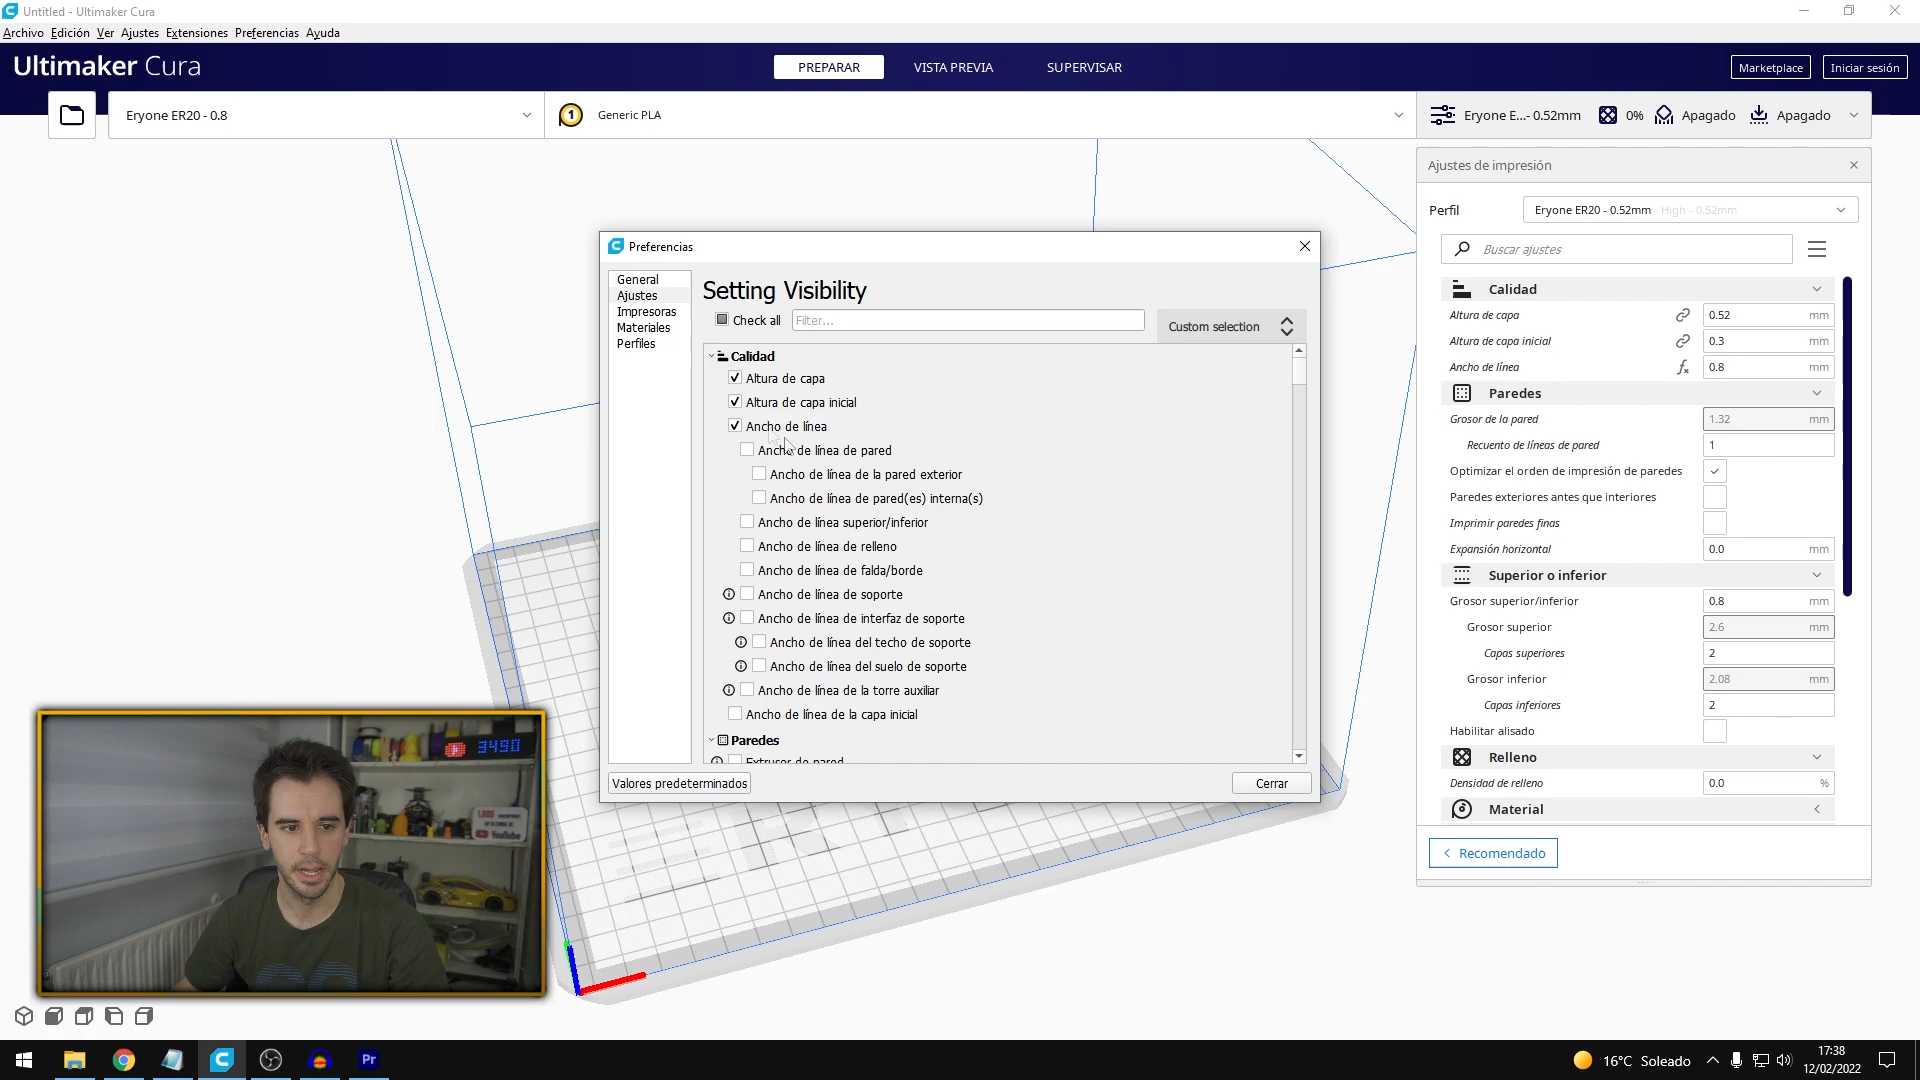 Untitled - Ultimaker Cura
Archivo Edición Ver Ajustes Extensiones Preferencias Ayuda
Ultimaker Cura
PREPARAR
VISTA PREVIA
SUPERVISAR
Marketplace
Iniciar sesión
Eryone ER20 - 0.8
1
Generic PLA
Eryone E...- 0.52mm
0%
Apagado
Apagado
Ajustes de impresión
Perfil
Eryone ER20 - 0.52mm - High - 0.52mm
Buscar ajustes
Calidad
Altura de capa 0.52 mm
Altura de capa inicial 0.3 mm
Ancho de línea fx 0.8 mm
Paredes
Grosor de la pared 1.32 mm
Recuento de líneas de pared 1
Optimizar el orden de impresión de paredes
Paredes exteriores antes que interiores
Imprimir paredes finas
Expansión horizontal 0.0 mm
Superior o inferior
Grosor superior/inferior 0.8 mm
Grosor superior 2.6 mm
Capas superiores 2
Grosor inferior 2.08 mm
Capas inferiores 2
Habilitar alisado
Relleno
Densidad de relleno 0.0 %
Material
Recomendado
Preferencias
General
Ajustes
Impresoras
Materiales
Perfiles
Setting Visibility
Check all
Filter...
Custom selection
Calidad
Altura de capa
Altura de capa inicial
Ancho de línea
Ancho de línea de pared
Ancho de línea de la pared exterior
Ancho de línea de pared(es) interna(s)
Ancho de línea superior/inferior
Ancho de línea de relleno
Ancho de línea de falda/borde
Ancho de línea de soporte
Ancho de línea de interfaz de soporte
Ancho de línea del techo de soporte
Ancho de línea del suelo de soporte
Ancho de línea de la torre auxiliar
Ancho de línea de la capa inicial
Paredes
Extrusor de pared
Valores predeterminados
Cerrar
3490
YouTube
Pr
16°C Soleado
17:38
12/02/2022